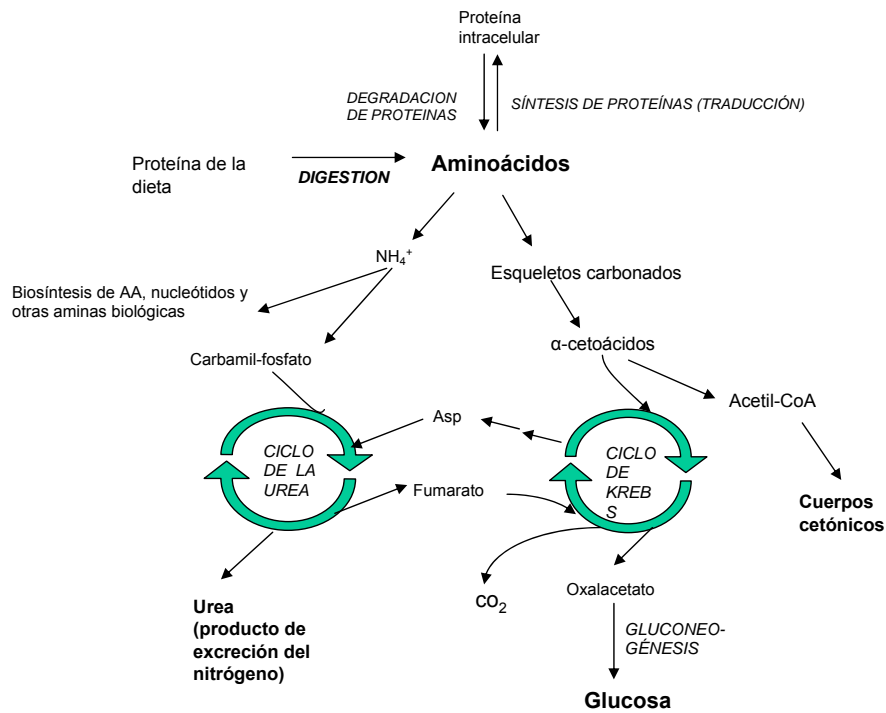 Proteína
intracelular
DEGRADACION
DE PROTEINAS
SÍNTESIS DE PROTEÍNAS (TRADUCCIÓN)
Proteína de la
dieta
DIGESTION
Aminoácidos
NH₄⁺
Esqueletos carbonados
Biosíntesis de AA, nucleótidos y
otras aminas biológicas
Carbamil-fosfato
α-cetoácidos
Acetil-CoA
Asp
CICLO
DE LA
UREA
CICLO
DE
KREB
S
Fumarato
Cuerpos
cetónicos
Urea
(producto de
excreción del
nitrógeno)
CO₂
Oxalacetato
GLUCONEO-
GÉNESIS
Glucosa